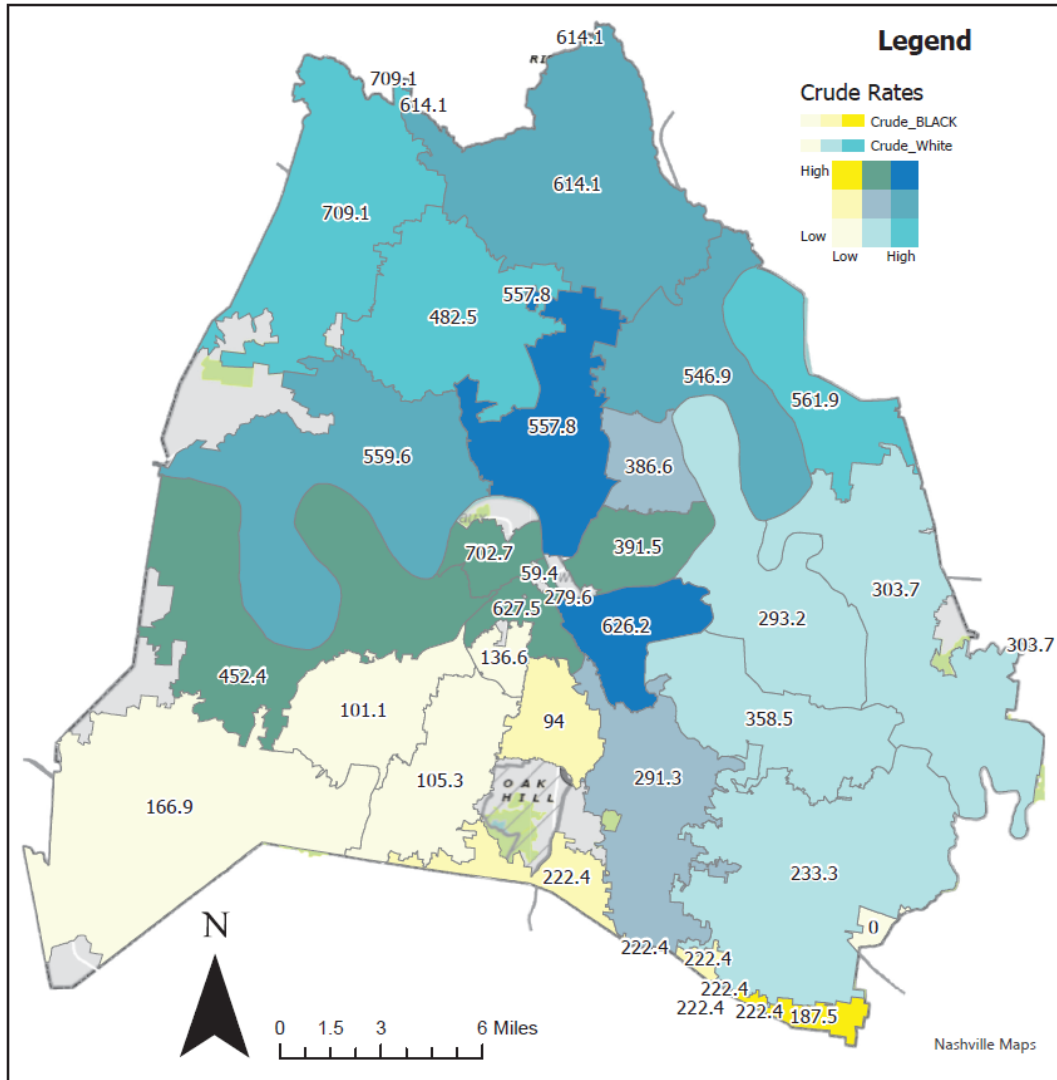 614.1
Legend
RI
709.1
614.1
Crude Rates
Crude_BLACK
Crude_White
High
Low
Low High
614.1
709.1
557.8
482.5
546.9
561.9
557.8
559.6
386.6
702.7
391.5
59.4
279.6
303.7
627.5
626.2
293.2
303.7
136.6
452.4
101.1
94
358.5
105.3
291.3
OAK
HILL
166.9
222.4
233.3
0
N
222.4
222.4
222.4
222.4
222.4
187.5
0 1.5 3 6 Miles
Nashville Maps